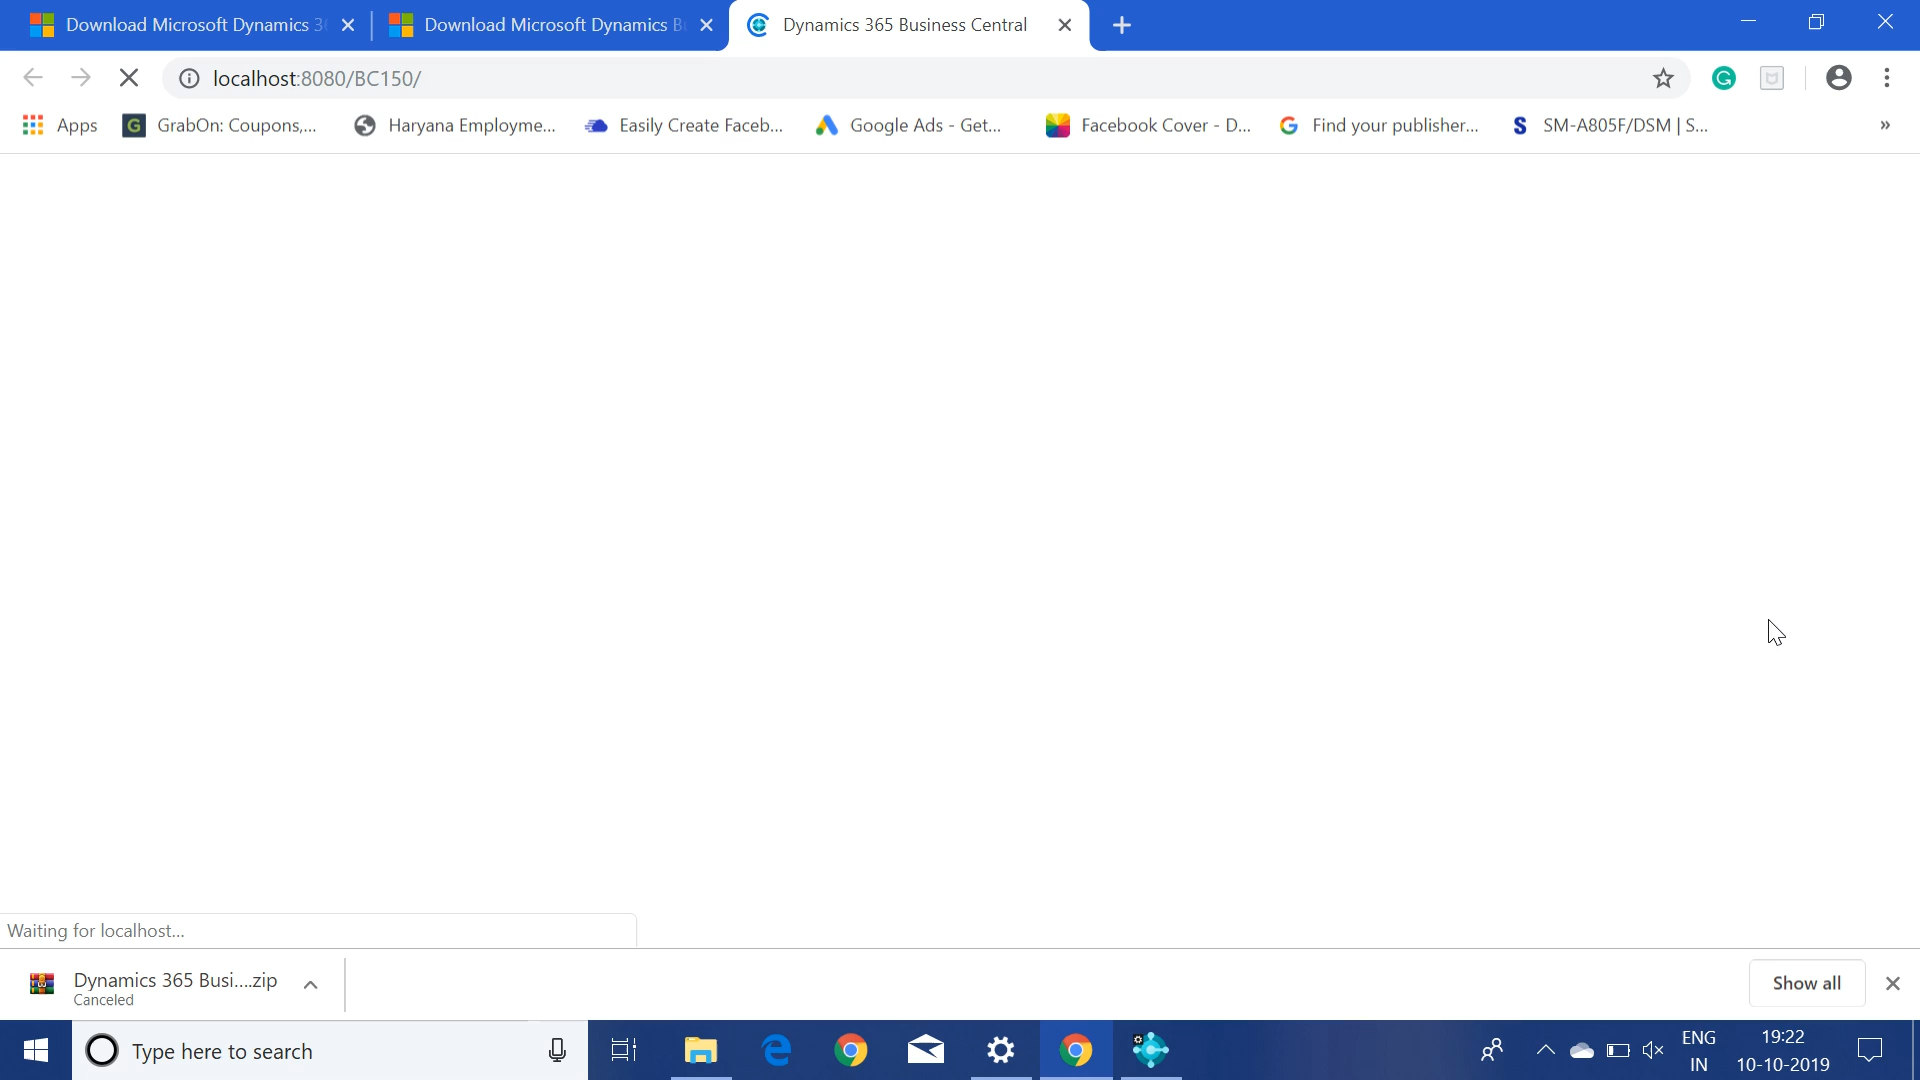 Download Microsoft Dynamics 36
Download Microsoft Dynamics Bu
Dynamics 365 Business Central
localhost:8080/BC150/
Apps
GrabOn: Coupons,...
Haryana Employme...
Easily Create Faceb...
Google Ads - Get...
Facebook Cover - D...
Find your publisher...
SM-A805F/DSM | S...
»
Waiting for localhost...
Dynamics 365 Busi....zip
Canceled
Show all
Type here to search
ENG
IN
19:22
10-10-2019